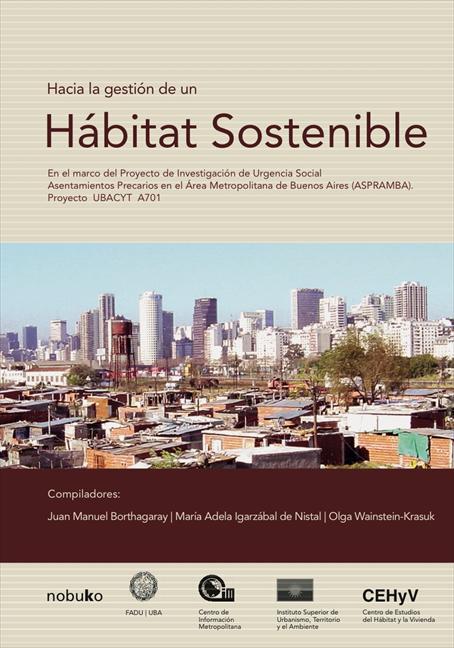 Hacia la gestión de un
Hábitat Sostenible
En el marco del Proyecto de Investigación de Urgencia Social
Asentamientos Precarios en el Área Metropolitana de Buenos Aires (ASPRAMBA).
Proyecto UBACYT A701
Compiladores:
Juan Manuel Borthagaray | María Adela Igarzábal de Nistal | Olga Wainstein-Krasuk
nobuko
FADU | UBA
Cim
Centro de
Información
Metropolitana
Instituto Superior de
Urbanismo, Territorio
y el Ambiente
CEHyV
Centro de Estudios
del Hábitat y la Vivienda